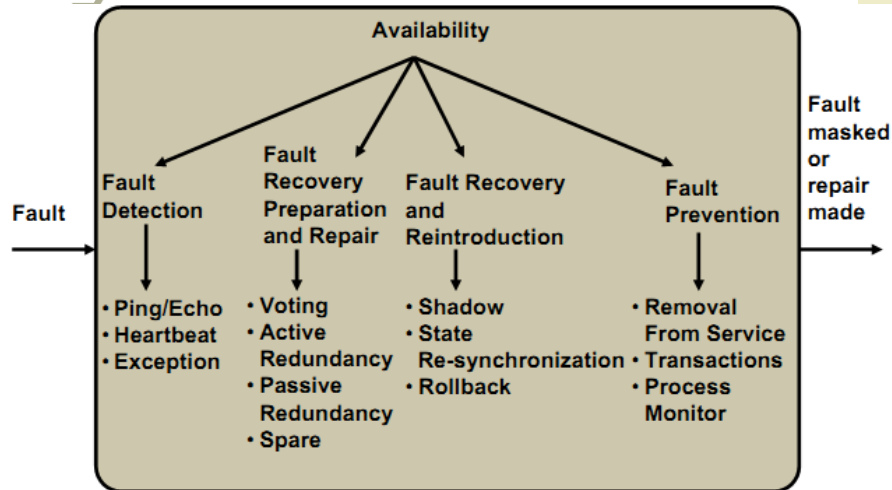 Availability
Fault
Fault
Detection
• Ping/Echo
• Heartbeat
• Exception
Fault
Recovery
Preparation
and Repair
• Voting
• Active
Redundancy
• Passive
Redundancy
• Spare
Fault Recovery
and
Reintroduction
• Shadow
• State
Re-synchronization
• Rollback
Fault
Prevention
• Removal
From Service
• Transactions
• Process
Monitor
Fault
masked
or
repair
made